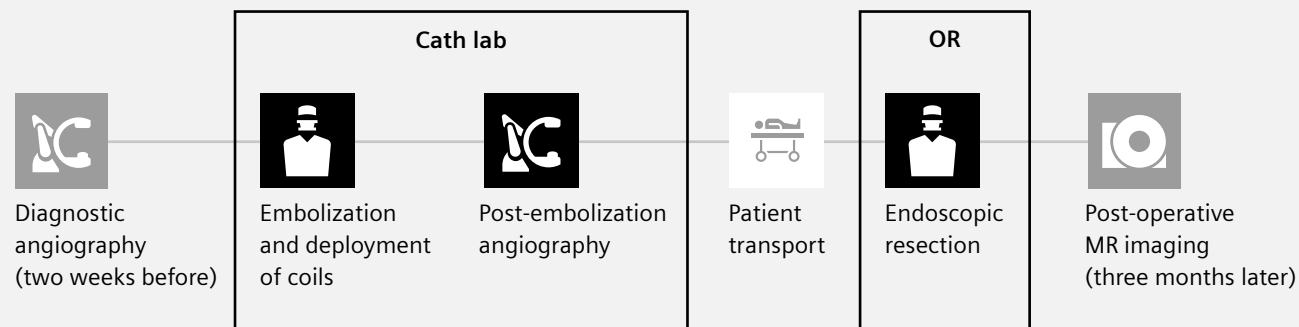 Cath lab
OR
Diagnostic
angiography
(two weeks before)
Embolization
and deployment
of coils
Post-embolization
angiography
Patient
transport
Endoscopic
resection
Post-operative
MR imaging
(three months later)